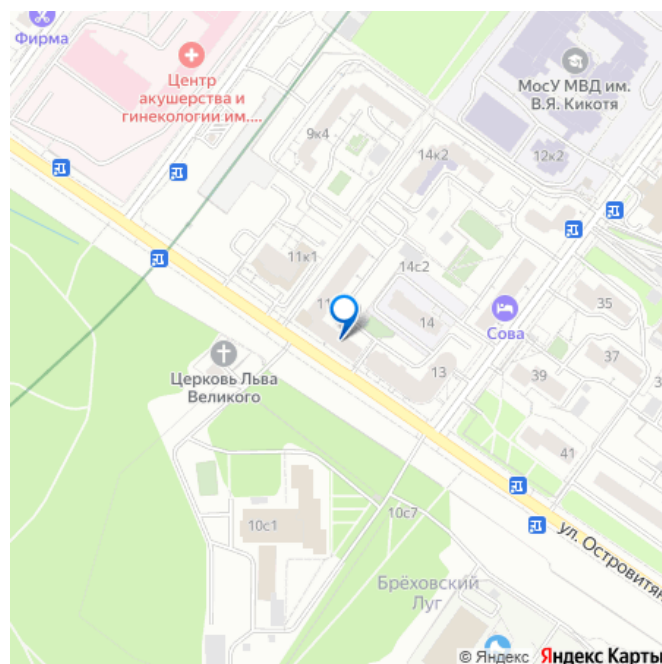 Фирма
Центр
акушерства и
гинекологии им....
МосУ МВД им.
В.Я. Кикотя
9к4
14к2
12к2
11к1
14с2
11
14
Сова
35
37
39
13
41
Церковь Льва
Великого
10с1
10с7
ул. Островитян
Брёховский
Луг
© Яндекс Яндекс Карты